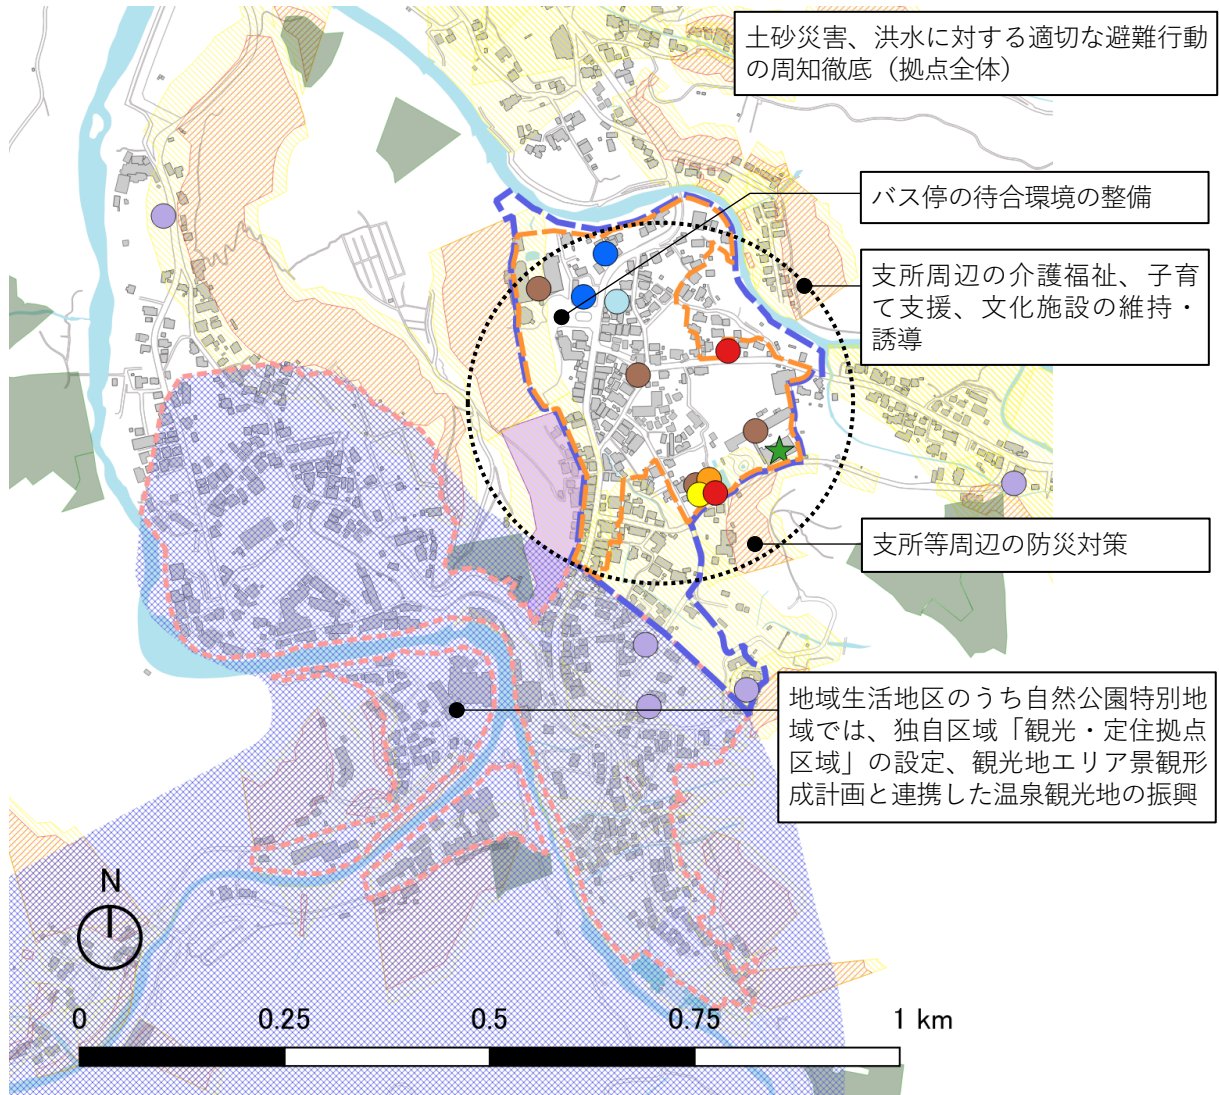 土砂災害、洪水に対する適切な避難行動
の周知徹底（拠点全体）
バス停の待合環境の整備
支所周辺の介護福祉、子育
て支援、文化施設の維持・
誘導
支所等周辺の防災対策
地域生活地区のうち自然公園特別地
域では、独自区域「観光・定住拠点
区域」の設定、観光地エリア景観形
成計画と連携した温泉観光地の振興
N
0 0.25 0.5 0.75 1 km